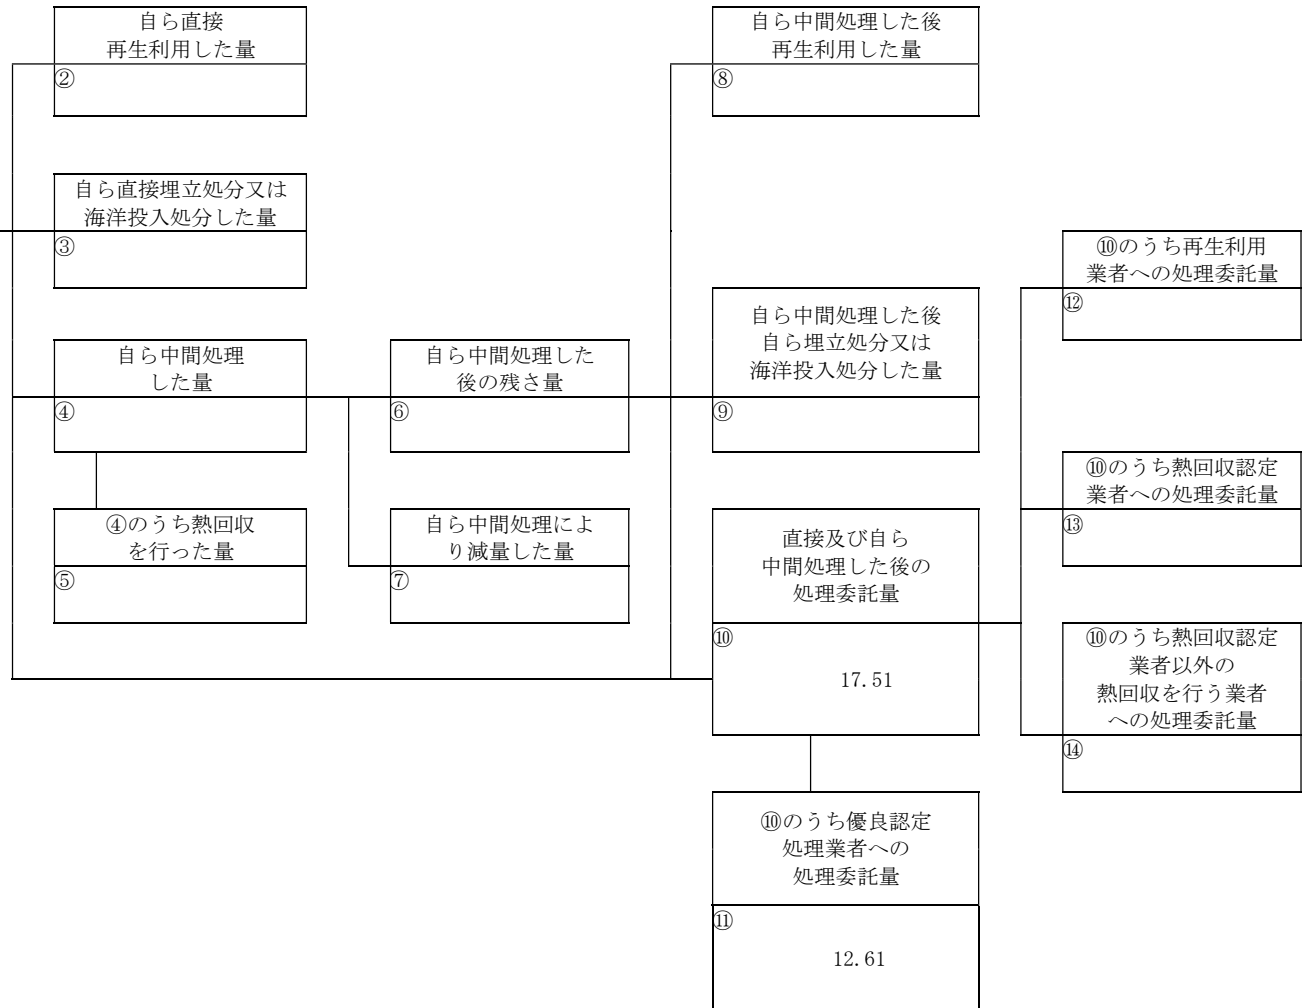 自ら直接
再生利用した量
②
自ら中間処理した後
再生利用した量
⑧
自ら直接埋立処分又は
海洋投入処分した量
③
⑩のうち再生利用
業者への処理委託量
⑫
自ら中間処理
した量
④
自ら中間処理した
後の残さ量
⑥
自ら中間処理した後
自ら埋立処分又は
海洋投入処分した量
⑨
⑩のうち熱回収認定
業者への処理委託量
⑬
④のうち熱回収
を行った量
⑤
自ら中間処理によ
り減量した量
⑦
直接及び自ら
中間処理した後の
処理委託量
⑩
17.51
⑩のうち熱回収認定
業者以外の
熱回収を行う業者
への処理委託量
⑭
⑩のうち優良認定
処理業者への
処理委託量
⑪
12.61